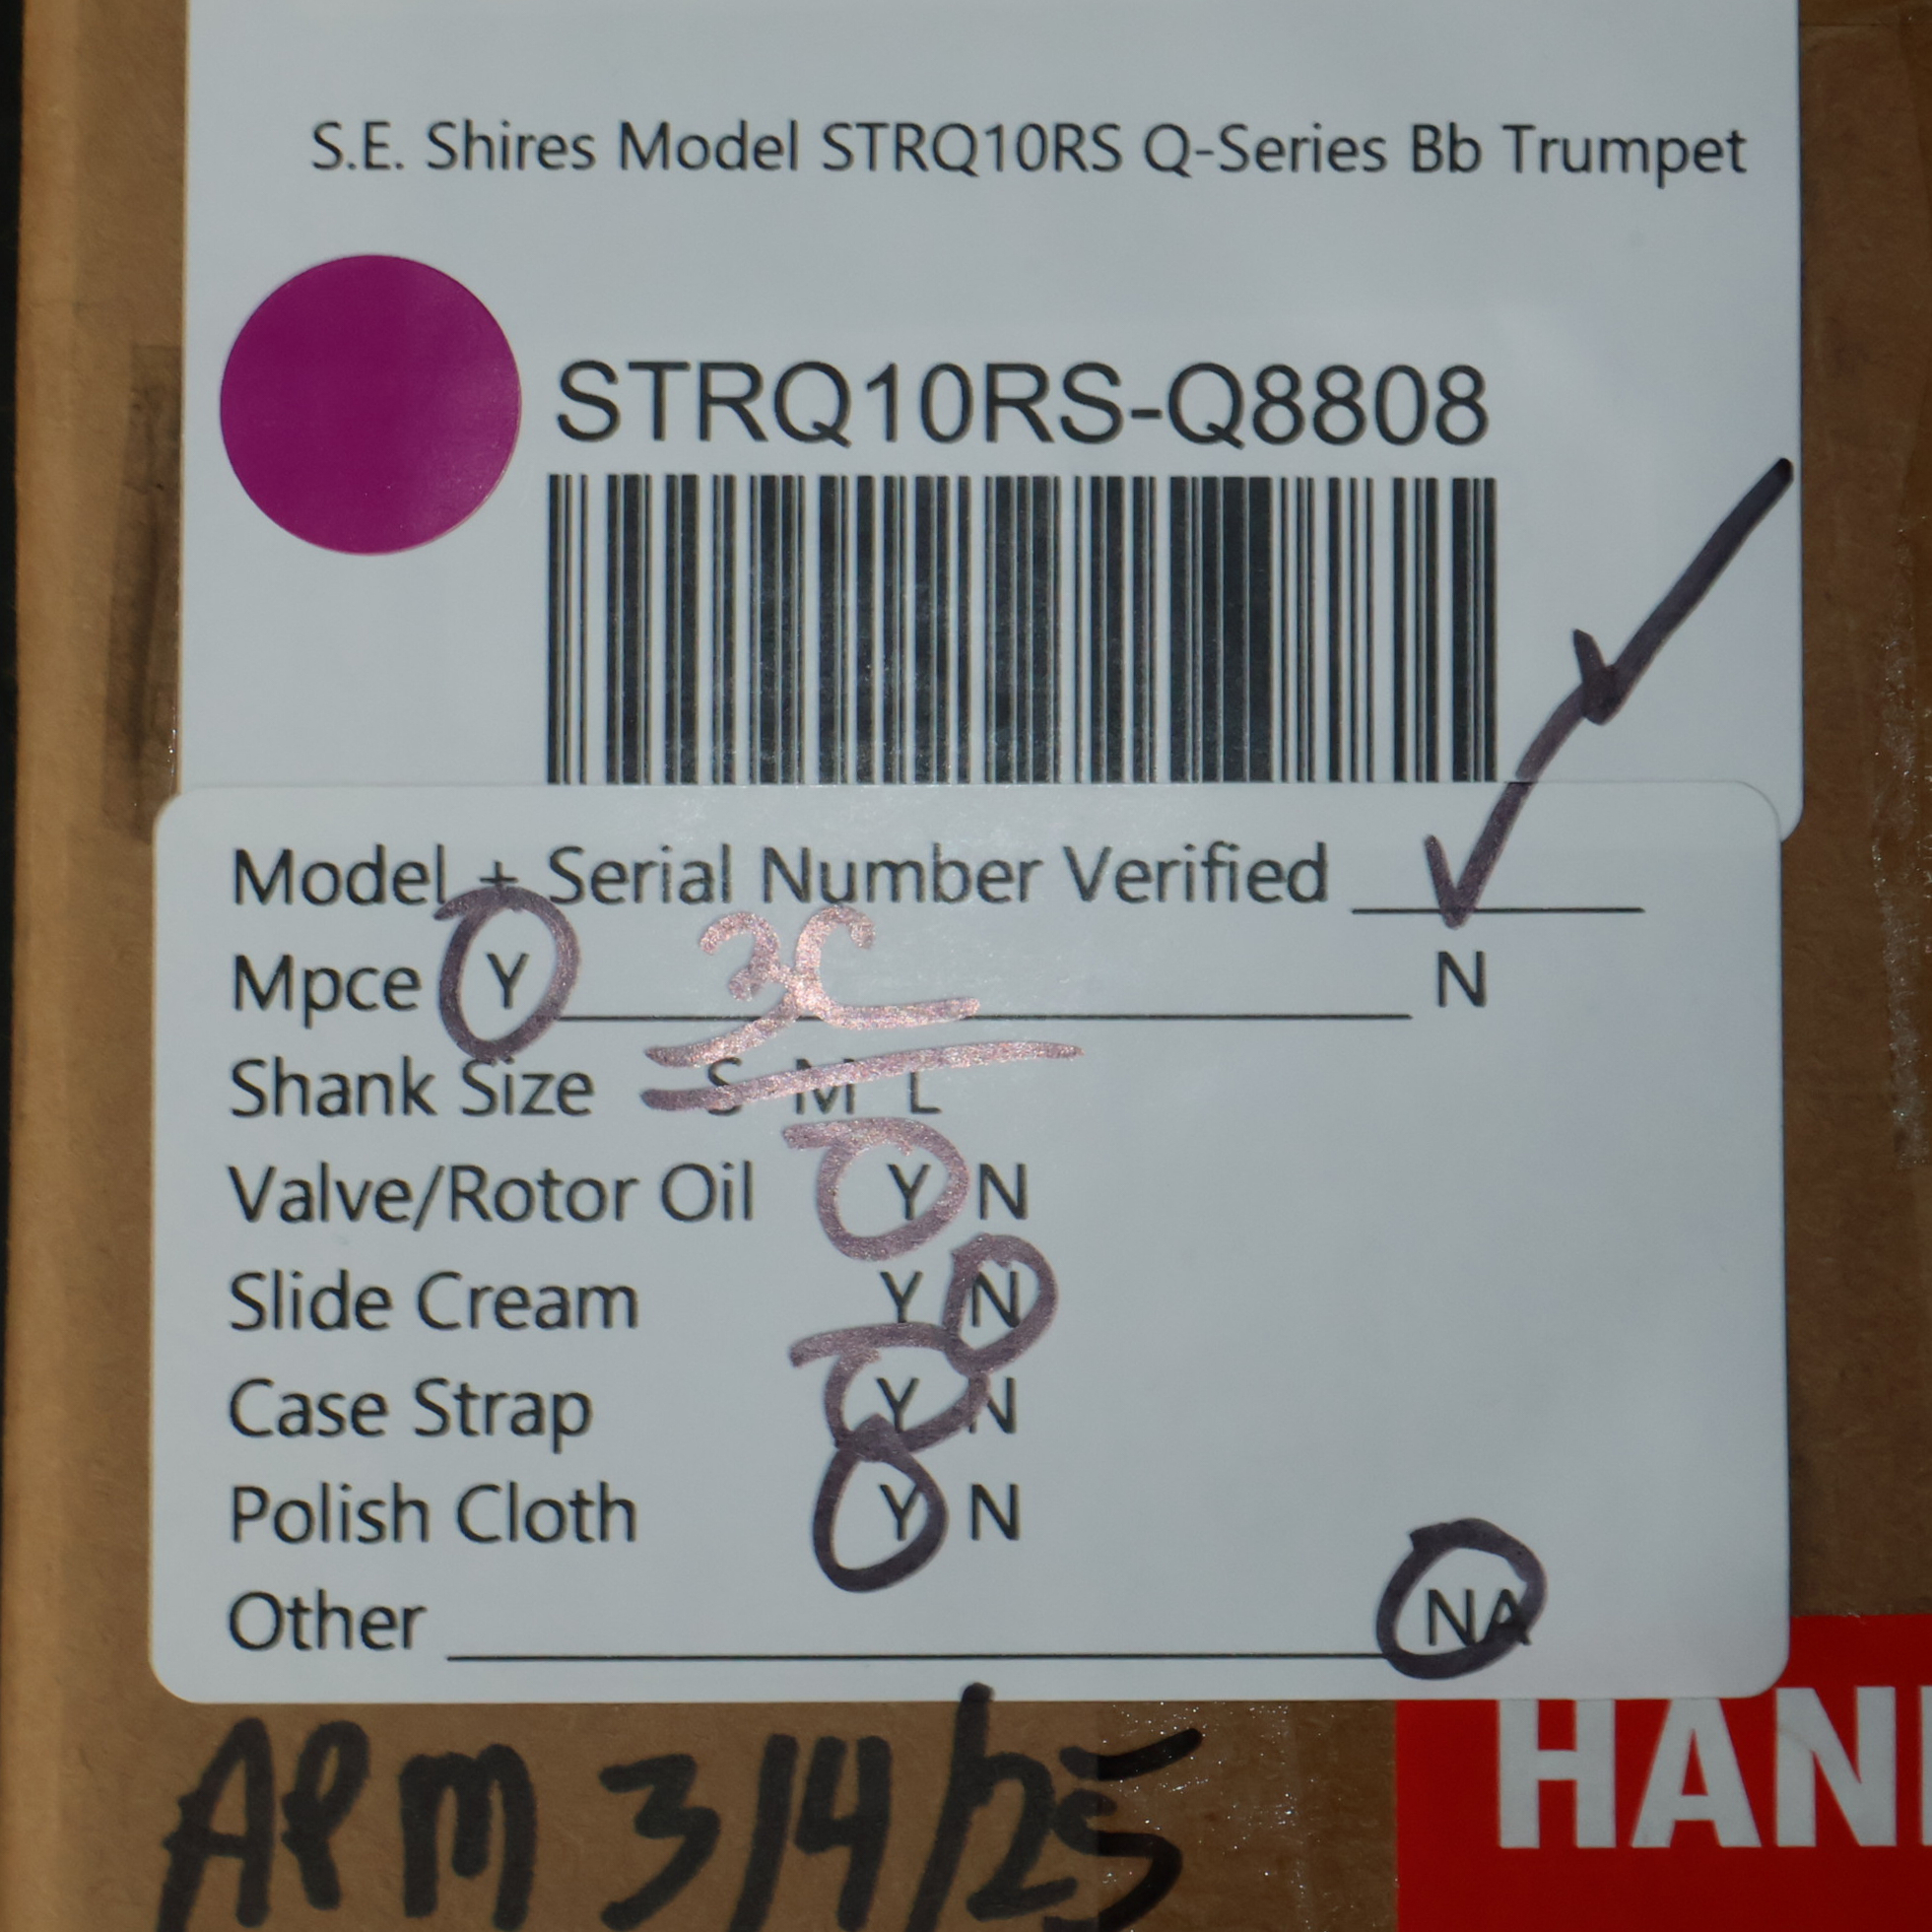 S.E. Shires Model STRQ10RS Q-Series Bb Trumpet
STRQ10RS-Q8808
Model + Serial Number Verified ✓
Mpce Y 3C N
Shank Size S M L
Valve/Rotor Oil Y N
Slide Cream Y N
Case Strap Y N
Polish Cloth Y N
Other NA
APM 3/4/25
HAN